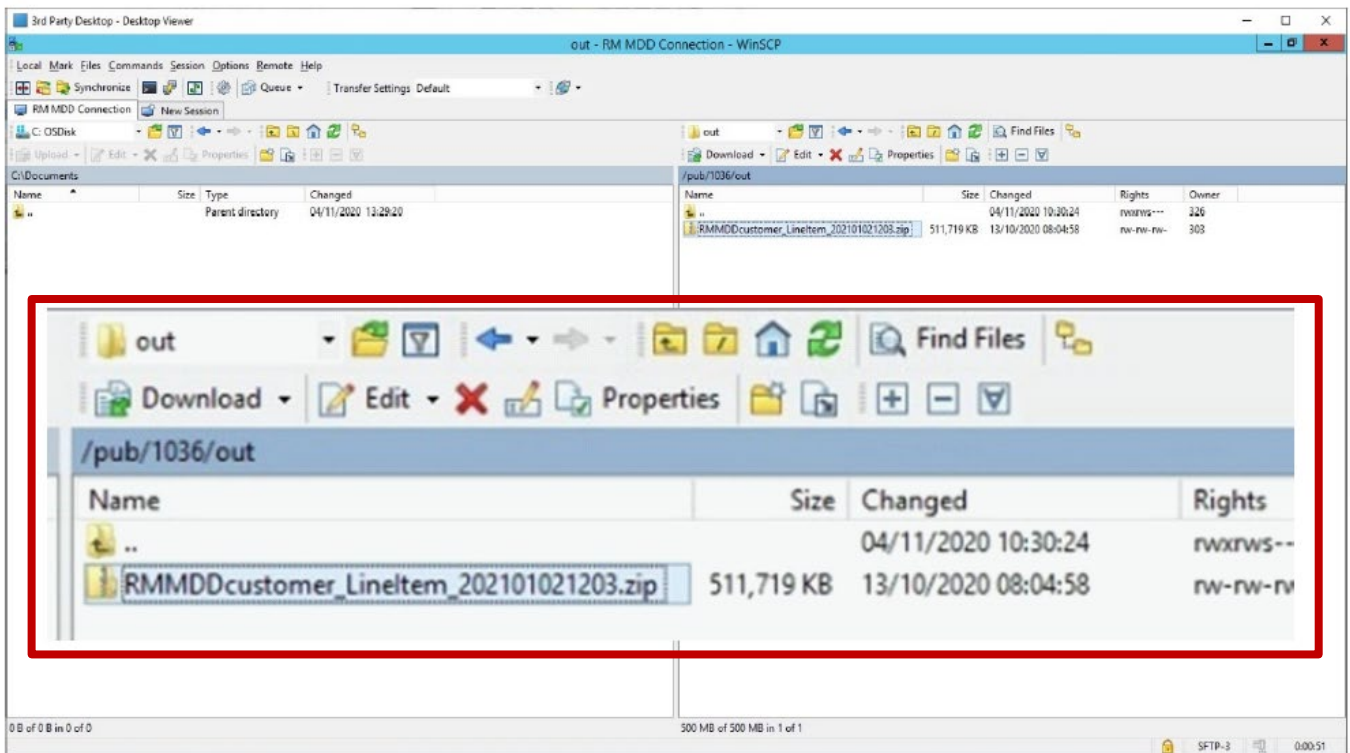 3rd Party Desktop - Desktop Viewer
out - RM MDD Connection - WinSCP
Local Mark Files Commands Session Options Remote Help
Synchronize Queue Transfer Settings Default
RM MDD Connection New Session
C: OSDisk
out Find Files
Upload Edit Properties
Download Edit Properties
C:\Documents
/pub/1036/out
Name Size Type Changed
Name Size Changed Rights Owner
.. Parent directory 04/11/2020 13:29:20
.. 04/11/2020 10:30:24 rwxrws--- 326
RMMDDcustomer_LineItem_202101021203.zip 511,719 KB 13/10/2020 08:04:58 rw-rw-rw- 303
out Find Files
Download Edit Properties
/pub/1036/out
Name Size Changed Rights
.. 04/11/2020 10:30:24 rwxrws--
RMMDDcustomer_LineItem_202101021203.zip 511,719 KB 13/10/2020 08:04:58 rw-rw-rw
0 B of 0 B in 0 of 0
500 MB of 500 MB in 1 of 1
SFTP-3 0:00:51